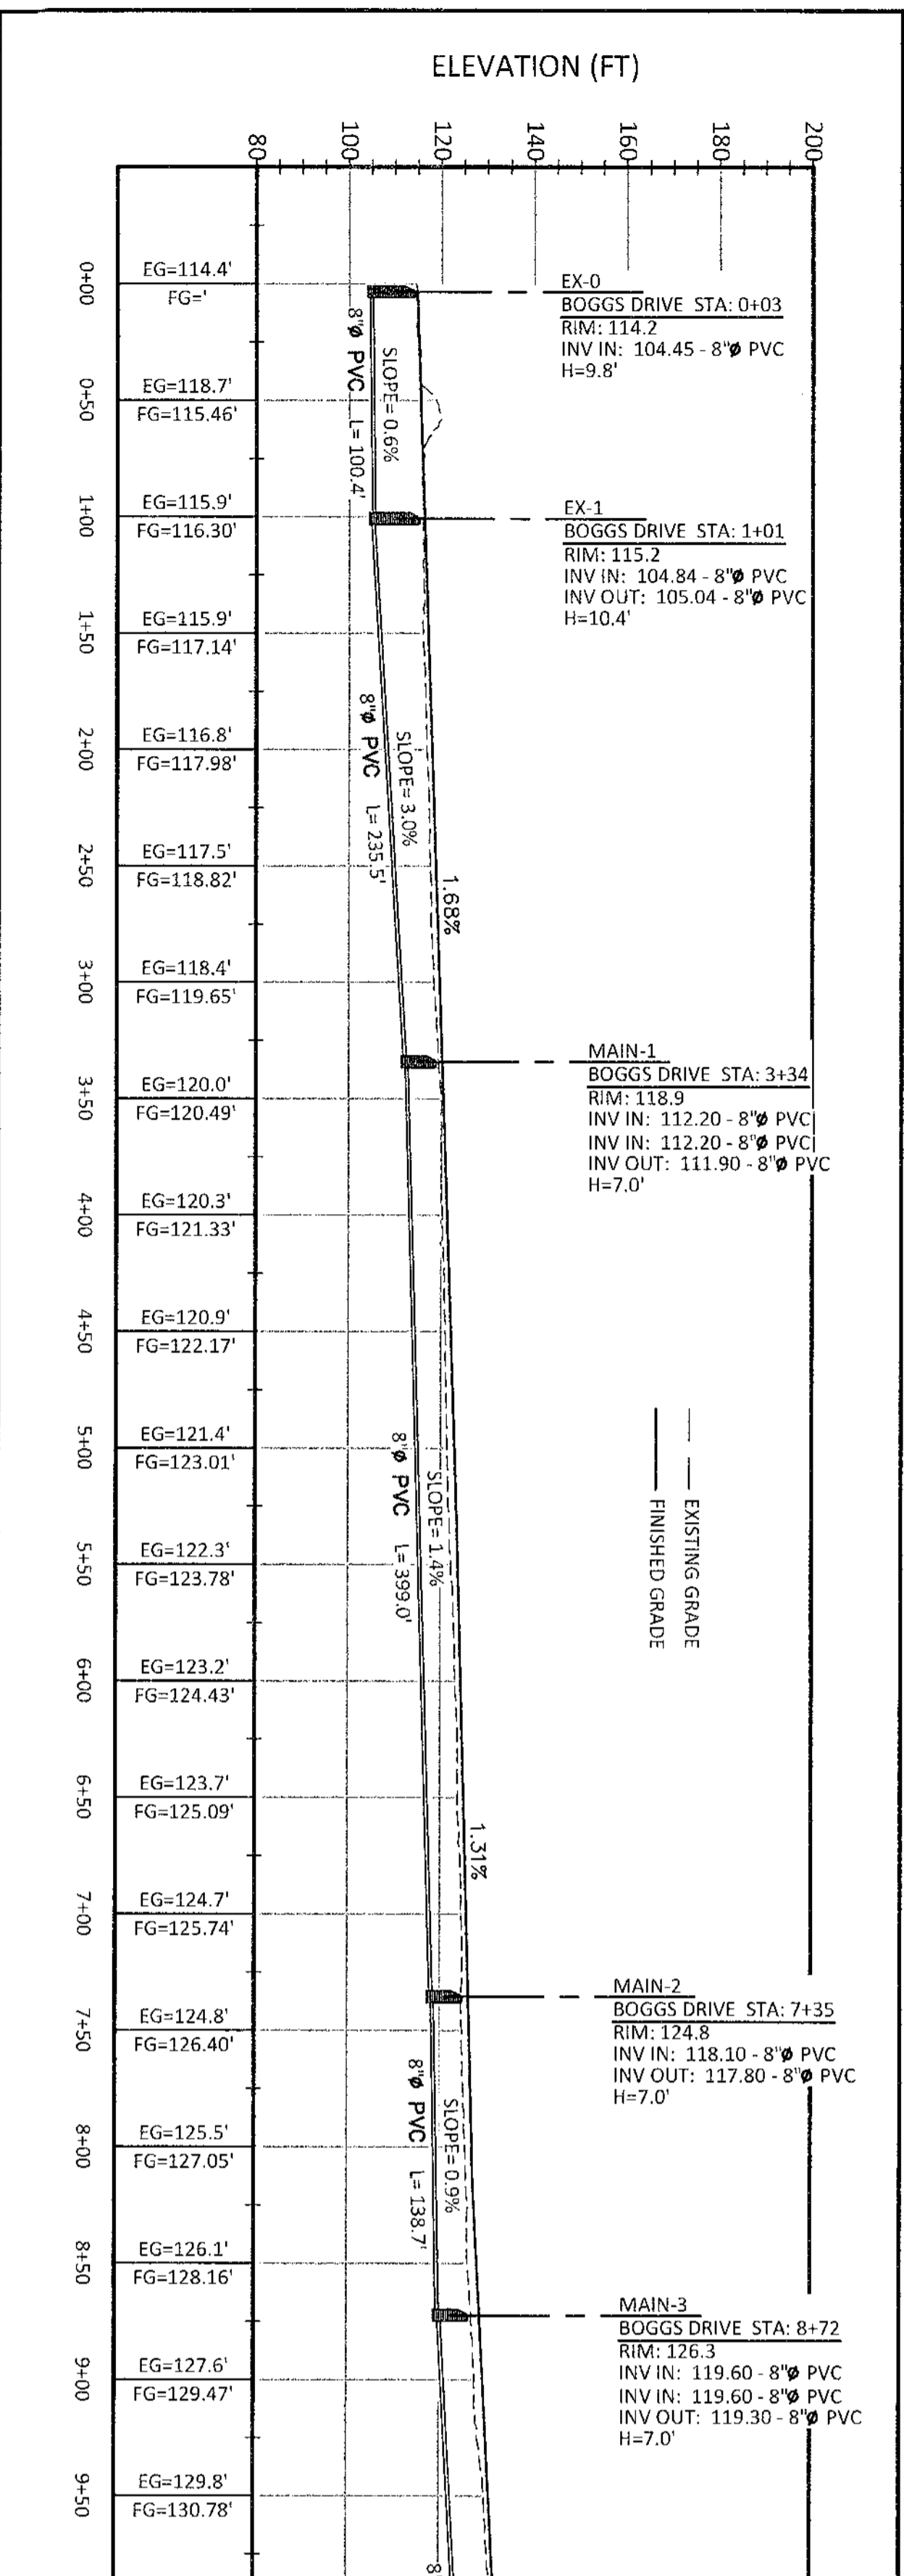 ELEVATION (FT)
80
100
120
140
160
180
200
0+00
EG=114.4'
FG='
0+50
EG=118.7'
FG=115.46'
1+00
EG=115.9'
FG=116.30'
1+50
EG=115.9'
FG=117.14'
2+00
EG=116.8'
FG=117.98'
2+50
EG=117.5'
FG=118.82'
3+00
EG=118.4'
FG=119.65'
3+50
EG=120.0'
FG=120.49'
4+00
EG=120.3'
FG=121.33'
4+50
EG=120.9'
FG=122.17'
5+00
EG=121.4'
FG=123.01'
5+50
EG=122.3'
FG=123.78'
6+00
EG=123.2'
FG=124.43'
6+50
EG=123.7'
FG=125.09'
7+00
EG=124.7'
FG=125.74'
7+50
EG=124.8'
FG=126.40'
8+00
EG=125.5'
FG=127.05'
8+50
EG=126.1'
FG=128.16'
9+00
EG=127.6'
FG=129.47'
9+50
EG=129.8'
FG=130.78'
8"Ø PVC L= 100.4'
SLOPE= 0.6%
8"Ø PVC L= 235.5'
SLOPE= 3.0%
1.68%
8"Ø PVC L= 399.0'
SLOPE= 1.4%
1.31%
8"Ø PVC L= 138.7'
SLOPE= 0.9%
8
EX-0
BOGGS DRIVE STA: 0+03
RIM: 114.2
INV IN: 104.45 - 8"Ø PVC
H=9.8'
EX-1
BOGGS DRIVE STA: 1+01
RIM: 115.2
INV IN: 104.84 - 8"Ø PVC
INV OUT: 105.04 - 8"Ø PVC
H=10.4'
MAIN-1
BOGGS DRIVE STA: 3+34
RIM: 118.9
INV IN: 112.20 - 8"Ø PVC
INV IN: 112.20 - 8"Ø PVC
INV OUT: 111.90 - 8"Ø PVC
H=7.0'
EXISTING GRADE
FINISHED GRADE
MAIN-2
BOGGS DRIVE STA: 7+35
RIM: 124.8
INV IN: 118.10 - 8"Ø PVC
INV OUT: 117.80 - 8"Ø PVC
H=7.0'
MAIN-3
BOGGS DRIVE STA: 8+72
RIM: 126.3
INV IN: 119.60 - 8"Ø PVC
INV IN: 119.60 - 8"Ø PVC
INV OUT: 119.30 - 8"Ø PVC
H=7.0'